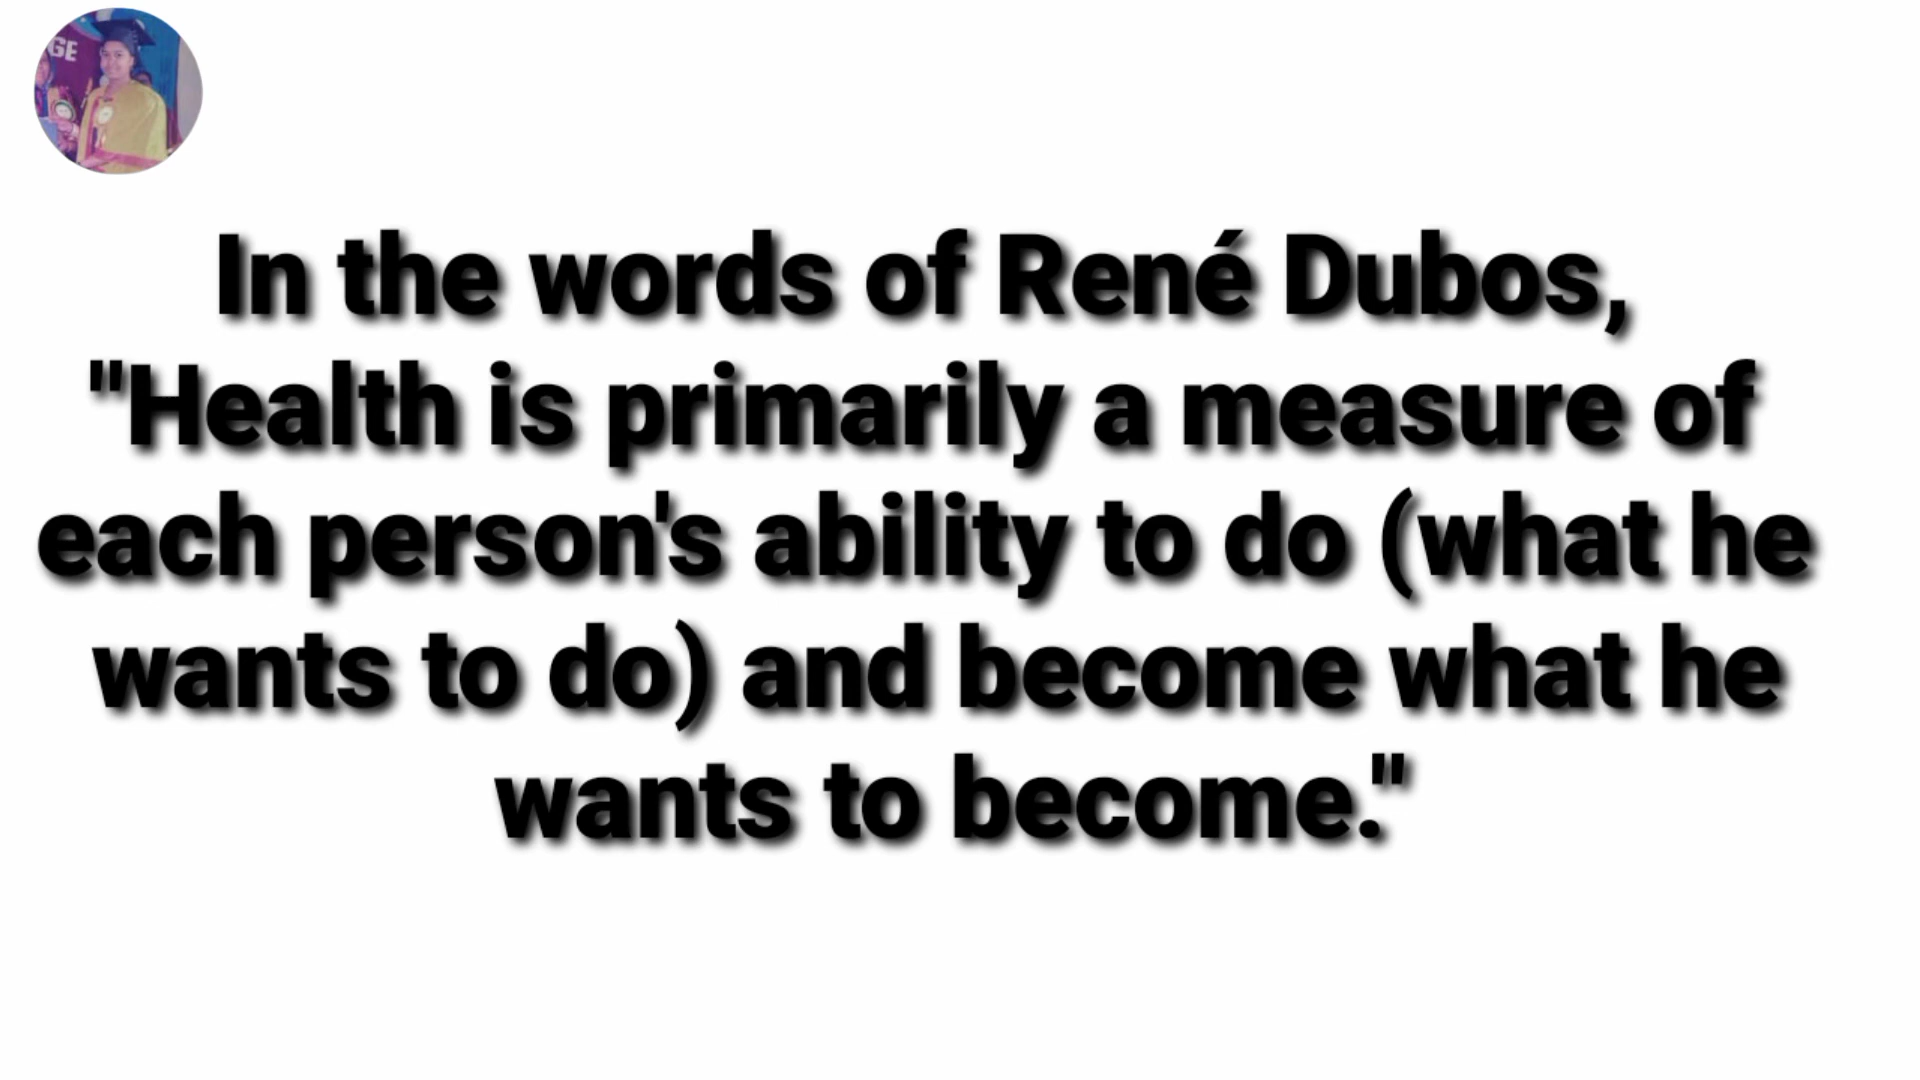 GE
In the words of René Dubos,
"Health is primarily a measure of
each person's ability to do (what he
wants to do) and become what he
wants to become."